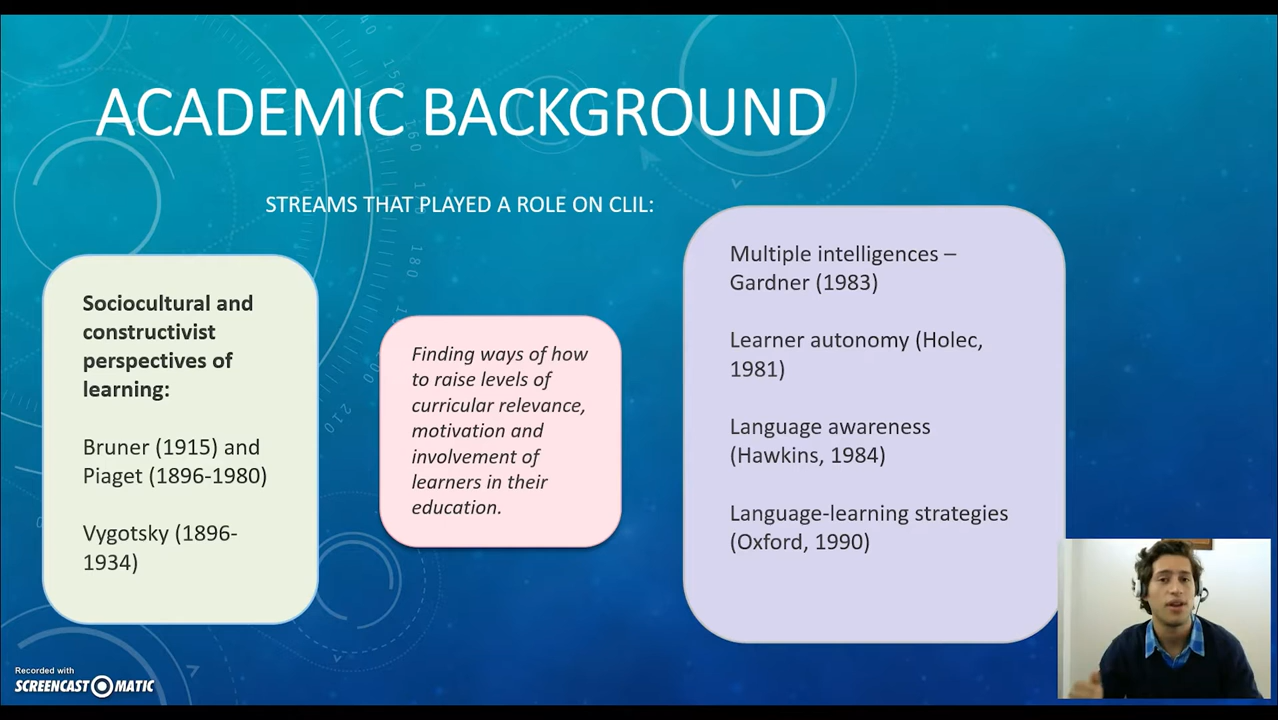 ACADEMIC BACKGROUND
STREAMS THAT PLAYED A ROLE ON CLIL:
Sociocultural and
constructivist
perspectives of
learning:
Bruner (1915) and
Piaget (1896-1980)
Vygotsky (1896-
1934)
Finding ways of how
to raise levels of
curricular relevance,
motivation and
involvement of
learners in their
education.
Multiple intelligences –
Gardner (1983)
Learner autonomy (Holec,
1981)
Language awareness
(Hawkins, 1984)
Language-learning strategies
(Oxford, 1990)
Recorded with
SCREENCAST MATIC